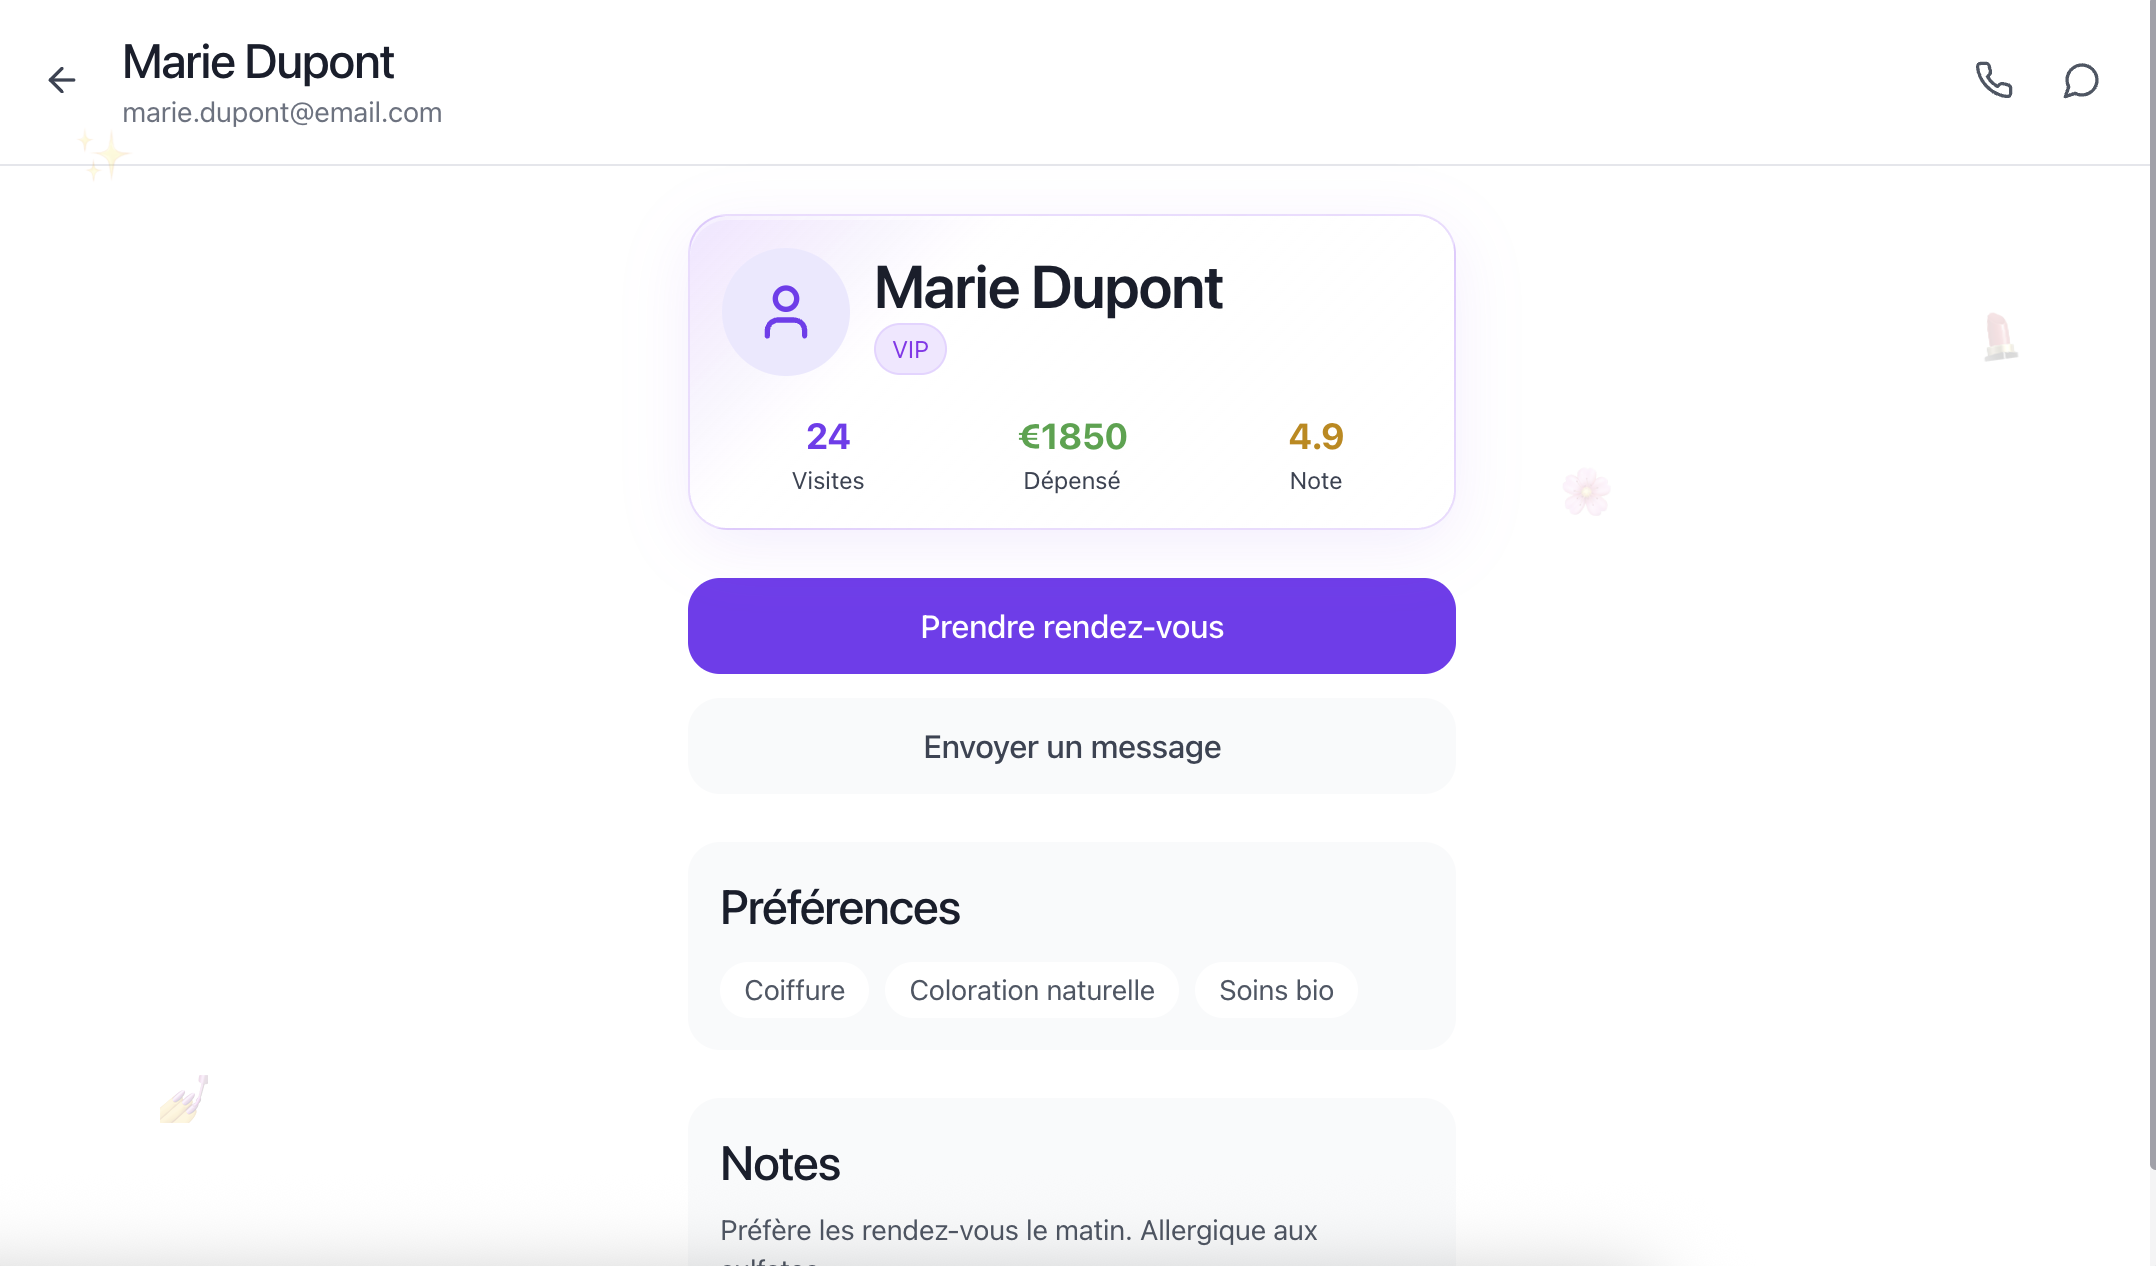 Marie Dupont
marie.dupont@email.com
Marie Dupont
VIP
24
€1850
4.9
Visites
Dépensé
Note
Prendre rendez-vous
Envoyer un message
Préférences
Coiffure
Coloration naturelle
Soins bio
Notes
Préfère les rendez-vous le matin. Allergique aux